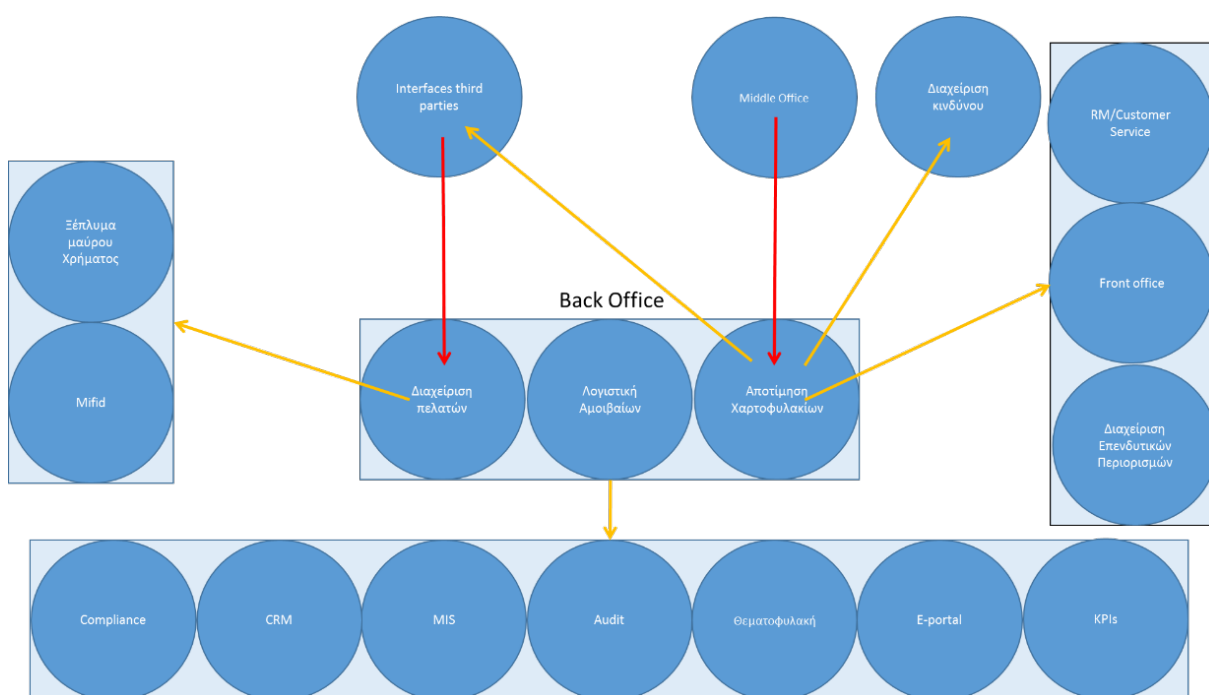 Interfaces third
parties
Middle Office
Διαχείριση
κινδύνου
RM/Customer
Service
Ξέπλυμα
μαύρου
Χρήματος
Front office
Back Office
Mifid
Διαχείριση
πελατών
Λογιστική
Αμοιβαίων
Αποτίμηση
Χαρτοφυλακίων
Διαχείριση
Επενδυτικών
Περιορισμών
Compliance
CRM
MIS
Audit
Θεματοφυλακή
E-portal
KPIs